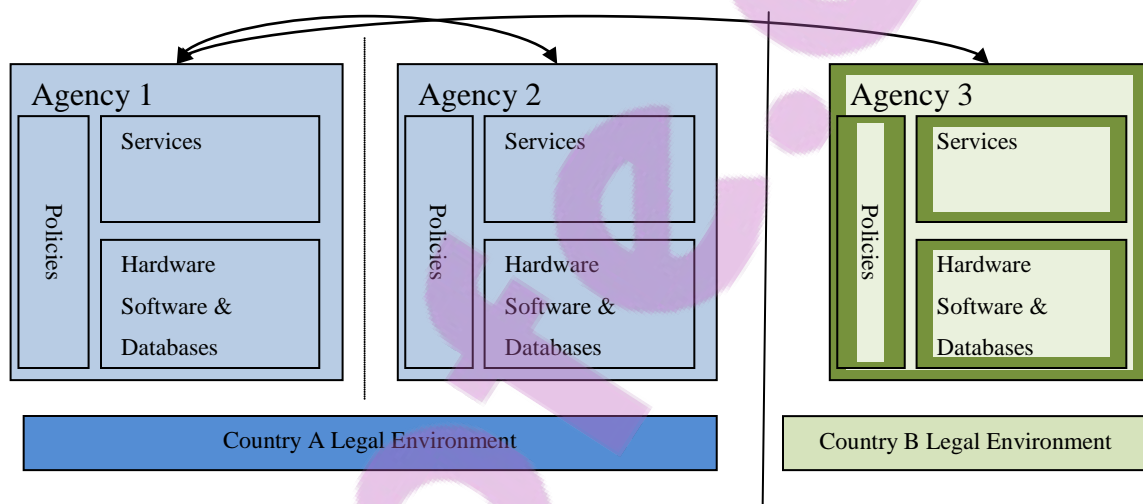 Agency 1
Policies
Services
Hardware
Software &
Databases
Agency 2
Policies
Services
Hardware
Software &
Databases
Agency 3
Policies
Services
Hardware
Software &
Databases
Country A Legal Environment
Country B Legal Environment